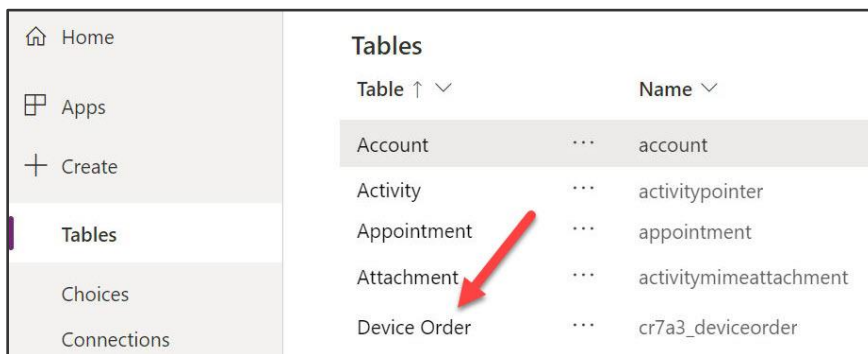 Home
Apps
Create
Tables
Choices
Connections
Tables
Table ↑ Name
Account ... account
Activity ... activitypointer
Appointment ... appointment
Attachment ... activitymimeattachment
Device Order ... cr7a3_deviceorder